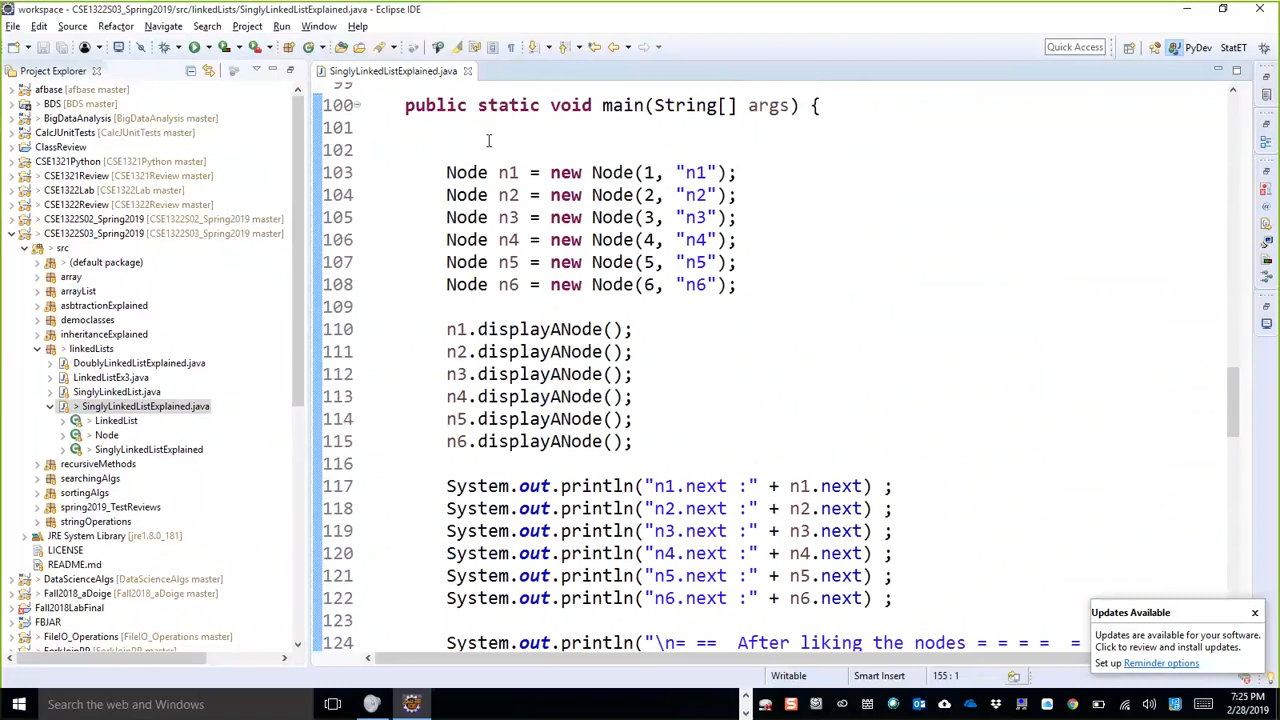 workspace - CSE1322S03_Spring2019/src/linkedLists/SinglyLinkedListExplained.java - Eclipse IDE
File Edit Source Refactor Navigate Search Project Run Window Help
Quick Access
PyDev
StatET
Project Explorer
SinglyLinkedListExplained.java
afbase
> BDS [BDS master]
> BigDataAnalysis [BigDataAnalysis master]
CalcJUnitTests [CalcJUnitTests master]
ClassReview
CSE1321Python [CSE1321Python master]
> CSE1321Review [CSE1321Review master]
> CSE1322Lab [CSE1322Lab master]
> CSE1322Review [CSE1322Review master]
> CSE1322S02_Spring2019 [CSE1322S02_Spring2019 master]
> CSE1322S03_Spring2019 [CSE1322S03_Spring2019 master]
> src
> (default package)
array
> arrayList
asbtractionExplained
> democlasses
inheritanceExplained
> linkedLists
> DoublyLinkedListExplained.java
LinkedListEx3.java
SinglyLinkedList.java
> SinglyLinkedListExplained.java
> LinkedList
> Node
> SinglyLinkedListExplained
recursiveMethods
> searchingAlgs
sortingAlgs
> spring2019_TestReviews
> stringOperations
JRE System Library [jre1.8.0_181]
LICENSE
README.md
> DataScienceAlgs [DataScienceAlgs master]
> Fall2018_aDoige [Fall2018_aDoige master]
Fall2018LabFinal
FBJAR
> FileIO_Operations [FileIO_Operations master]
99
100 public static void main(String[] args) {
101
102
103 Node n1 = new Node(1, "n1");
104 Node n2 = new Node(2, "n2");
105 Node n3 = new Node(3, "n3");
106 Node n4 = new Node(4, "n4");
107 Node n5 = new Node(5, "n5");
108 Node n6 = new Node(6, "n6");
109
110 n1.displayANode();
111 n2.displayANode();
112 n3.displayANode();
113 n4.displayANode();
114 n5.displayANode();
115 n6.displayANode();
116
117 System.out.println("n1.next :" + n1.next) ;
118 System.out.println("n2.next :" + n2.next) ;
119 System.out.println("n3.next :" + n3.next) ;
120 System.out.println("n4.next :" + n4.next) ;
121 System.out.println("n5.next :" + n5.next) ;
122 System.out.println("n6.next :" + n6.next) ;
123
124 System.out.println("\n= == After liking the nodes = = = = =
Updates Available
Updates are available for your software.
Click to review and install updates.
Set up Reminder options
Writable
Smart Insert
155 : 1
Search the web and Windows
7:25 PM
2/28/2019